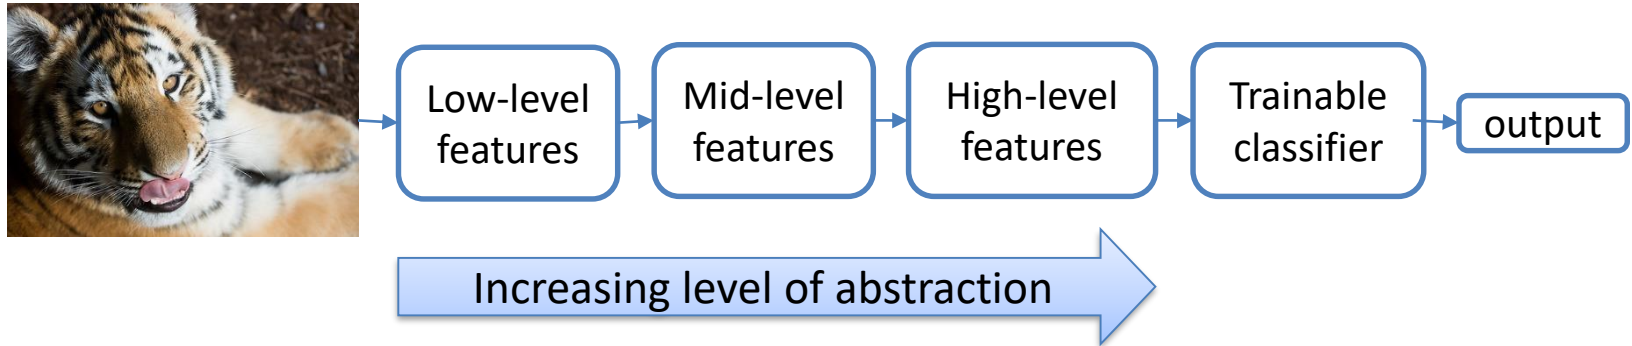 Low-level
features
Mid-level
features
High-level
features
Trainable
classifier
output
Increasing level of abstraction